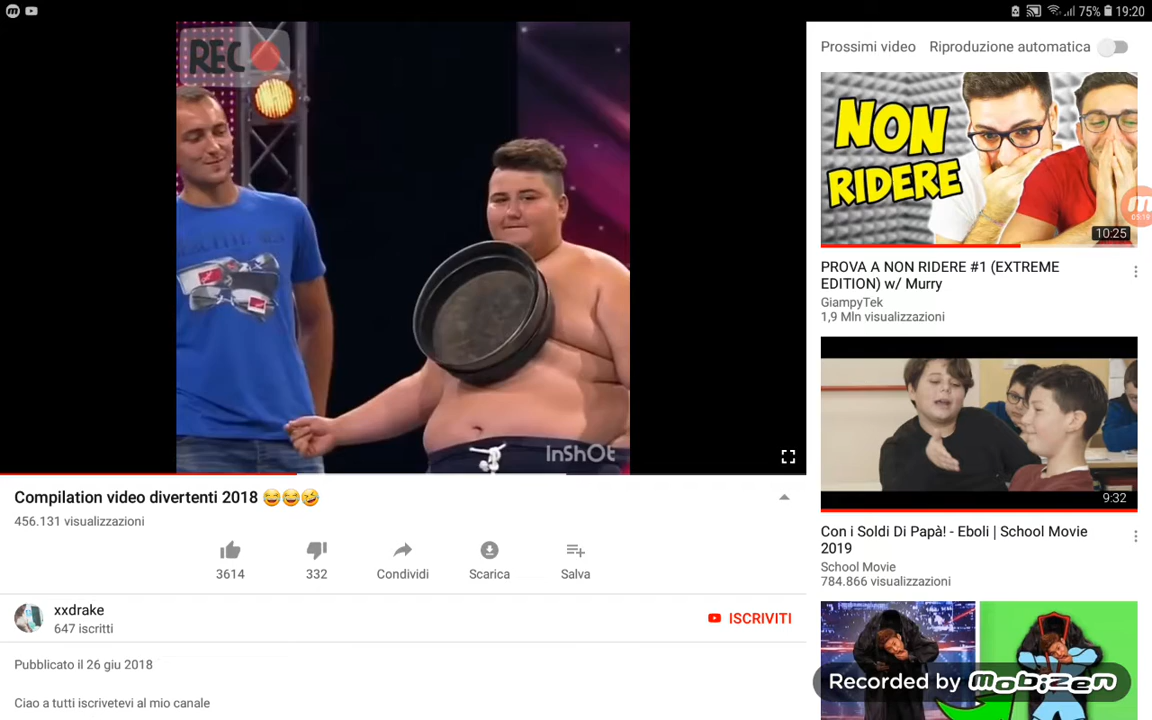 75% 19:20
REC
InShOt
Compilation video divertenti 2018 😂😂🤣
456.131 visualizzazioni
3614
332
Condividi
Scarica
Salva
xxdrake
647 iscritti
ISCRIVITI
Pubblicato il 26 giu 2018
Ciao a tutti iscrivetevi al mio canale
Prossimi video
Riproduzione automatica
NON
RIDERE
05:19
10:25
PROVA A NON RIDERE #1 (EXTREME
EDITION) w/ Murry
GiampyTek
1,9 Mln visualizzazioni
9:32
Con i Soldi Di Papà! - Eboli | School Movie
2019
School Movie
784.866 visualizzazioni
Recorded by mobizen